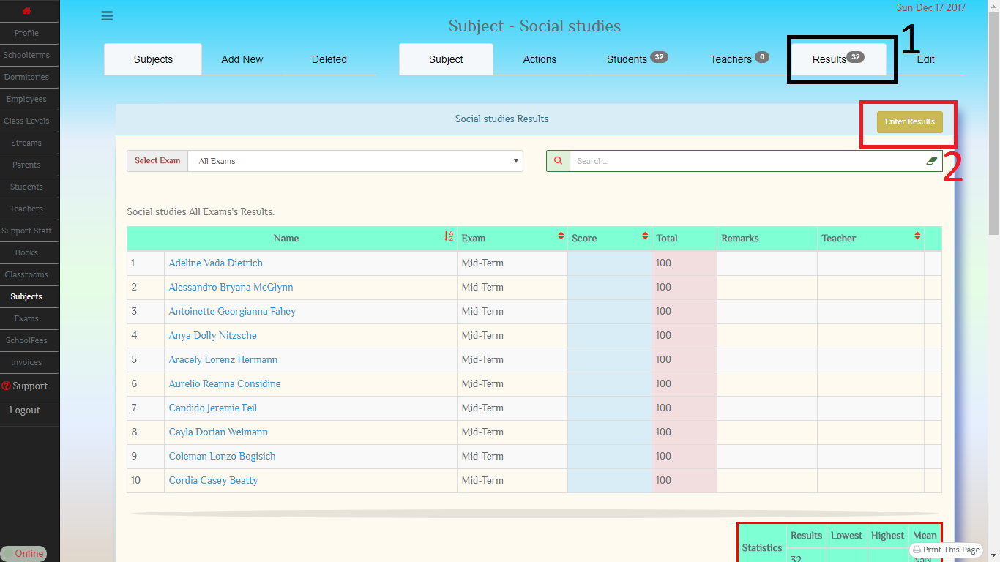 Sun Dec 17 2017
Subject - Social studies
1
Subjects Add New Deleted Subject Actions Students 32 Teachers 0 Results 32 Edit
Profile
Schoolterms
Dormitories
Employees
Class Levels
Streams
Parents
Students
Teachers
Support Staff
Books
Classrooms
Subjects
Exams
SchoolFees
Invoices
Support
Logout
Online
Social studies Results
Enter Results
2
Select Exam All Exams Search...
Social studies All Exams's Results.
Name Exam Score Total Remarks Teacher
1 Adeline Vada Dietrich Mid-Term 100
2 Alessandro Bryana McGlynn Mid-Term 100
3 Antoinette Georgianna Fahey Mid-Term 100
4 Anya Dolly Nitzsche Mid-Term 100
5 Aracely Lorenz Hermann Mid-Term 100
6 Aurelio Reanna Considine Mid-Term 100
7 Candido Jeremie Feil Mid-Term 100
8 Cayla Dorian Weimann Mid-Term 100
9 Coleman Lonzo Bogisich Mid-Term 100
10 Cordia Casey Beatty Mid-Term 100
Statistics Results Lowest Highest Mean
32 NaN
Print This Page